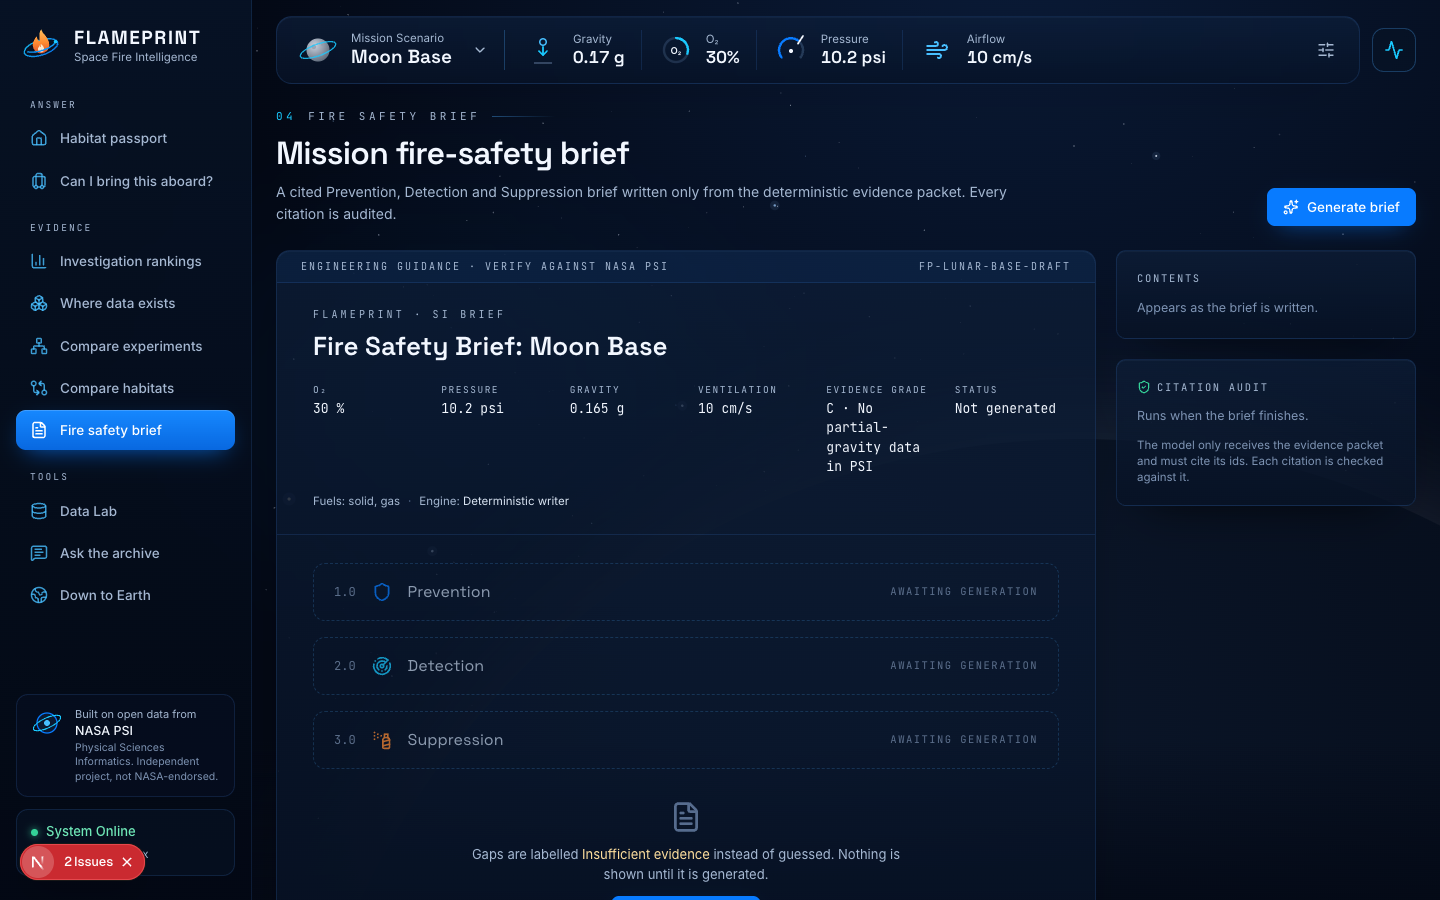 FLAMEPRINT
Space Fire Intelligence
ANSWER
Habitat passport
Can I bring this aboard?
EVIDENCE
Investigation rankings
Where data exists
Compare experiments
Compare habitats
Fire safety brief
TOOLS
Data Lab
Ask the archive
Down to Earth
Built on open data from
NASA PSI
Physical Sciences
Informatics. Independent
project, not NASA-endorsed.
System Online
N 2 Issues
Mission Scenario
Moon Base
Gravity
0.17 g
O₂
O₂
30%
Pressure
10.2 psi
Airflow
10 cm/s
04 FIRE SAFETY BRIEF
Mission fire-safety brief
A cited Prevention, Detection and Suppression brief written only from the deterministic evidence packet. Every
citation is audited.
Generate brief
ENGINEERING GUIDANCE · VERIFY AGAINST NASA PSI
FP-LUNAR-BASE-DRAFT
FLAMEPRINT · SI BRIEF
Fire Safety Brief: Moon Base
O₂
30 %
PRESSURE
10.2 psi
GRAVITY
0.165 g
VENTILATION
10 cm/s
EVIDENCE GRADE
C · No
partial-
gravity data
in PSI
STATUS
Not generated
Fuels: solid, gas · Engine: Deterministic writer
1.0 Prevention AWAITING GENERATION
2.0 Detection AWAITING GENERATION
3.0 Suppression AWAITING GENERATION
Gaps are labelled Insufficient evidence instead of guessed. Nothing is
shown until it is generated.
CONTENTS
Appears as the brief is written.
CITATION AUDIT
Runs when the brief finishes.
The model only receives the evidence packet
and must cite its ids. Each citation is checked
against it.